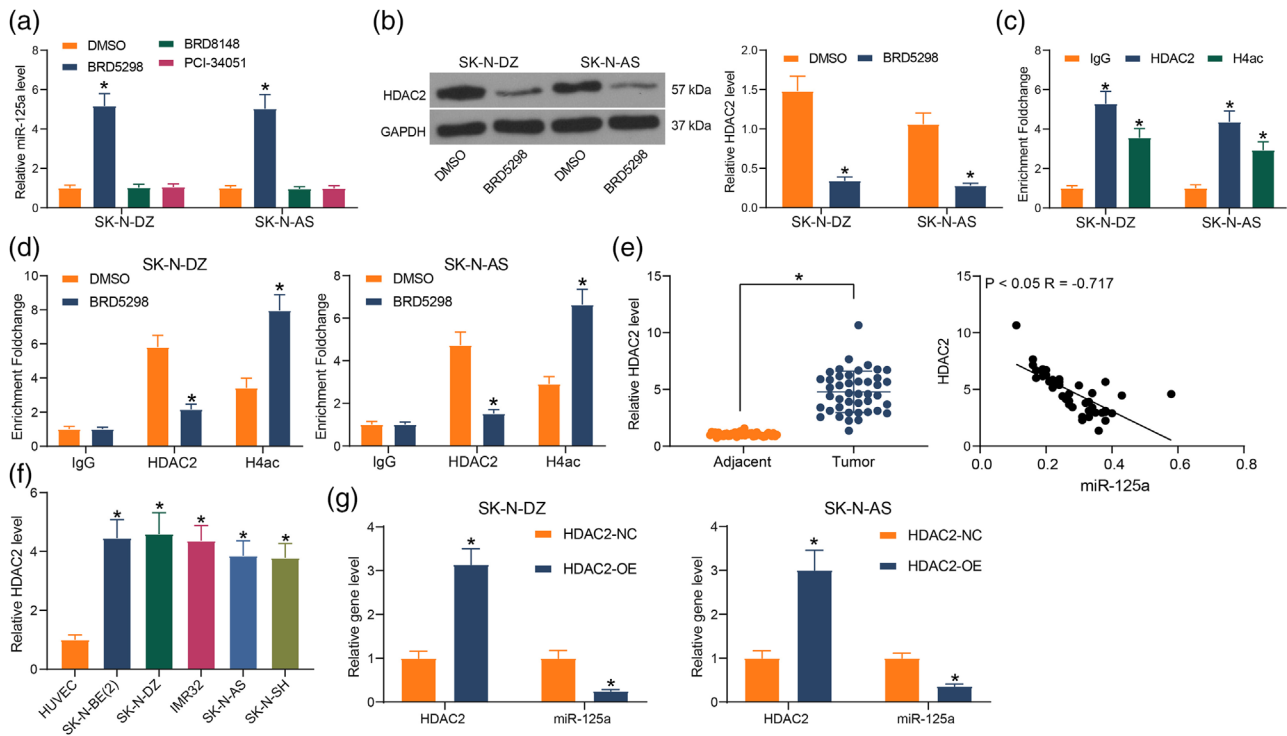 (a)
DMSO
BRD5298
BRD8148
PCI-34051
Relative miR-125a level
8
6
4
2
0
*
*
SK-N-DZ
SK-N-AS
(b)
SK-N-DZ
SK-N-AS
HDAC2
57 kDa
GAPDH
37 kDa
DMSO
BRD5298
DMSO
BRD5298
DMSO
BRD5298
Relative HDAC2 level
2.0
1.5
1.0
0.5
0.0
*
*
SK-N-DZ
SK-N-AS
(c)
IgG
HDAC2
H4ac
Enrichment Foldchange
8
6
4
2
0
*
*
*
*
SK-N-DZ
SK-N-AS
(d)
SK-N-DZ
DMSO
BRD5298
Enrichment Foldchange
10
8
6
4
2
0
*
*
IgG
HDAC2
H4ac
SK-N-AS
DMSO
BRD5298
Enrichment Foldchange
8
6
4
2
0
*
*
IgG
HDAC2
H4ac
(e)
Relative HDAC2 level
15
10
5
0
*
Adjacent
Tumor
P < 0.05 R = -0.717
HDAC2
15
10
5
0
0.0
0.2
0.4
0.6
0.8
miR-125a
(f)
Relative HDAC2 level
6
4
2
0
*
*
*
*
*
HUVEC
SK-N-BE(2)
SK-N-DZ
IMR32
SK-N-AS
SK-N-SH
(g)
SK-N-DZ
HDAC2-NC
HDAC2-OE
Relative gene level
4
3
2
1
0
*
*
HDAC2
miR-125a
SK-N-AS
HDAC2-NC
HDAC2-OE
Relative gene level
4
3
2
1
0
*
*
HDAC2
miR-125a